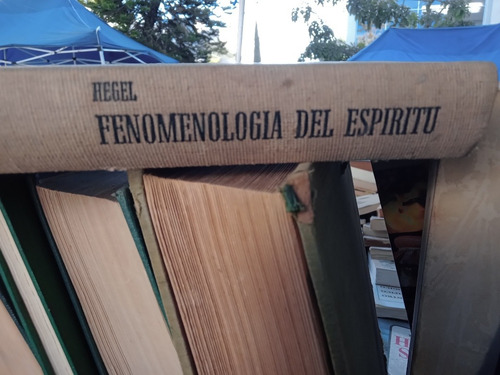 HEGEL
FENOMENOLOGIA DEL ESPIRITU